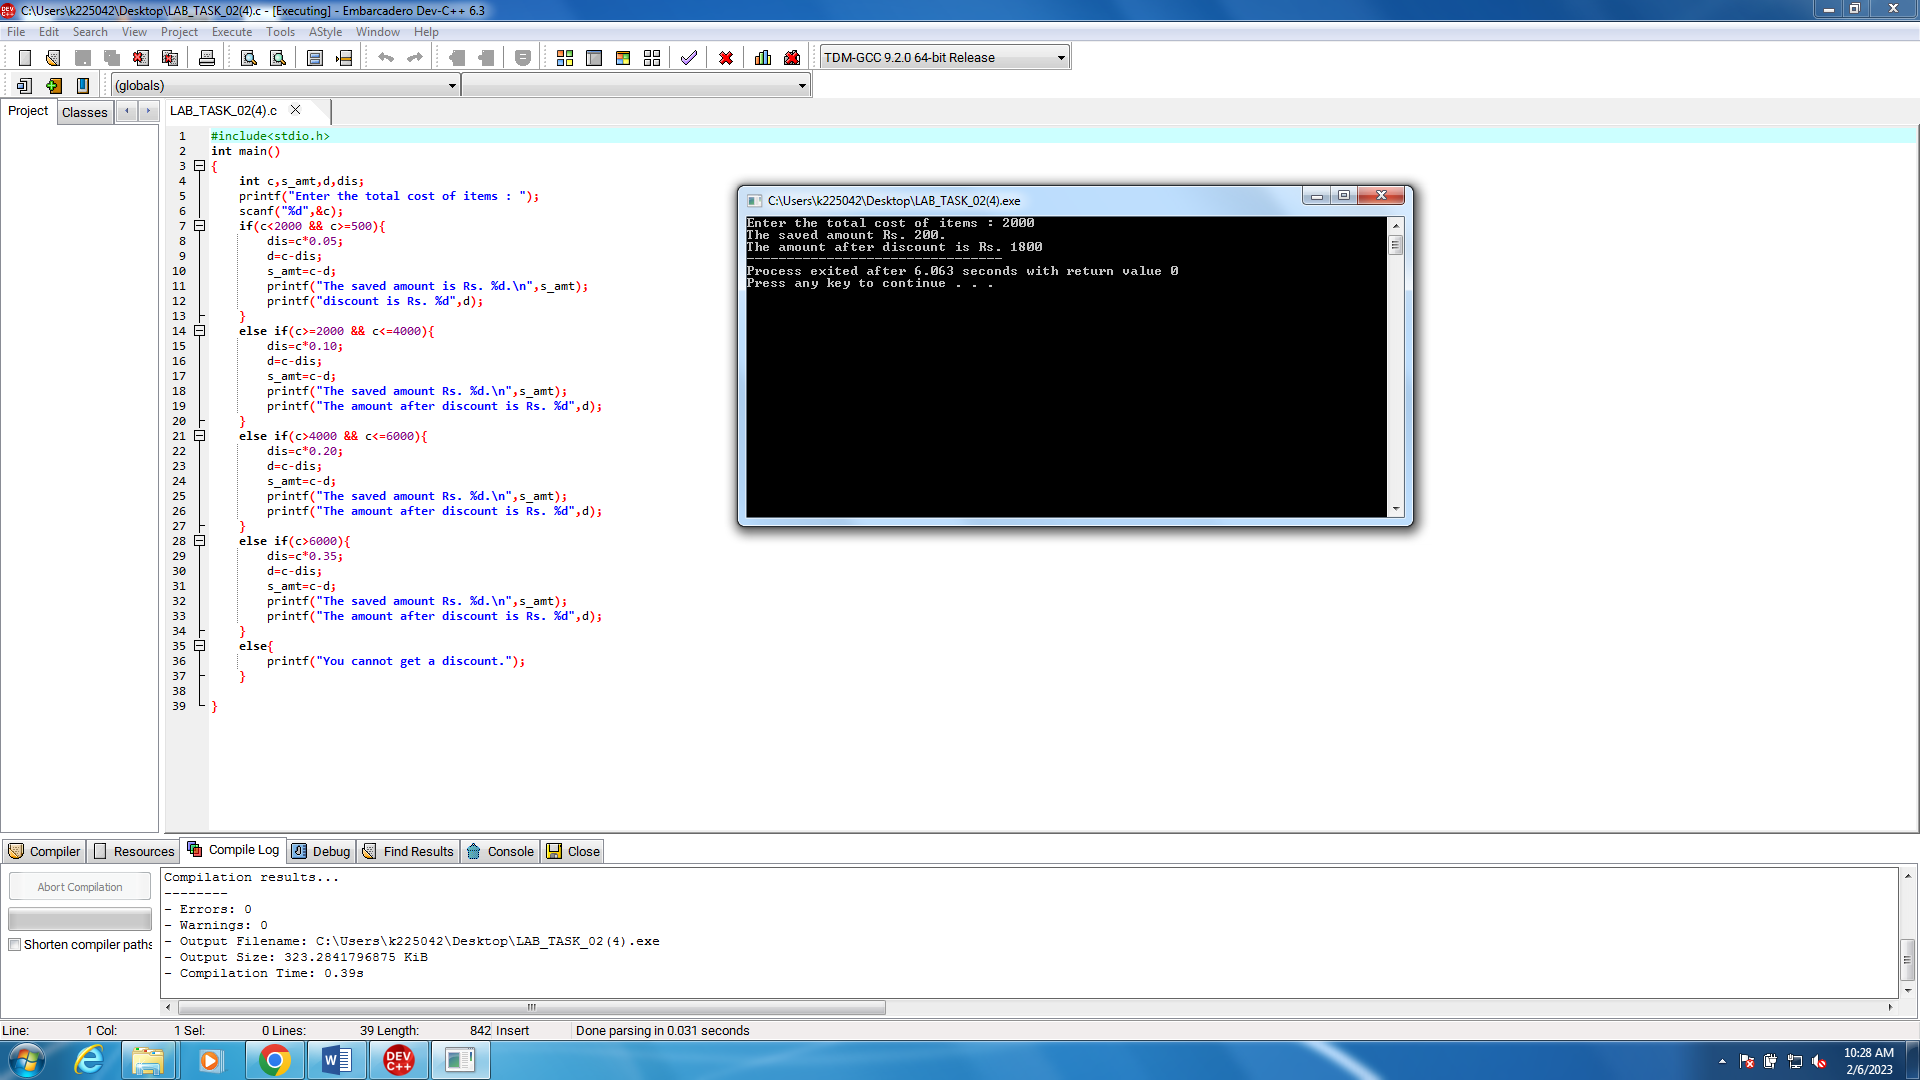 C:\Users\k225042\Desktop\LAB_TASK_02(4).c - [Executing] - Embarcadero Dev-C++ 6.3
File Edit Search View Project Execute Tools AStyle Window Help
TDM-GCC 9.2.0 64-bit Release
(globals)
Project Classes
LAB_TASK_02(4).c
1 #include<stdio.h>
2 int main()
3 {
4 int c,s_amt,d,dis;
5 printf("Enter the total cost of items : ");
6 scanf("%d",&c);
7 if(c<2000 && c>=500){
8 dis=c*0.05;
9 d=c-dis;
10 s_amt=c-d;
11 printf("The saved amount is Rs. %d.\n",s_amt);
12 printf("discount is Rs. %d",d);
13 }
14 else if(c>=2000 && c<=4000){
15 dis=c*0.10;
16 d=c-dis;
17 s_amt=c-d;
18 printf("The saved amount Rs. %d.\n",s_amt);
19 printf("The amount after discount is Rs. %d",d);
20 }
21 else if(c>4000 && c<=6000){
22 dis=c*0.20;
23 d=c-dis;
24 s_amt=c-d;
25 printf("The saved amount Rs. %d.\n",s_amt);
26 printf("The amount after discount is Rs. %d",d);
27 }
28 else if(c>6000){
29 dis=c*0.35;
30 d=c-dis;
31 s_amt=c-d;
32 printf("The saved amount Rs. %d.\n",s_amt);
33 printf("The amount after discount is Rs. %d",d);
34 }
35 else{
36 printf("You cannot get a discount.");
37 }
38
39 }
C:\Users\k225042\Desktop\LAB_TASK_02(4).exe
Enter the total cost of items : 2000
The saved amount Rs. 200.
The amount after discount is Rs. 1800
--------------------------------
Process exited after 6.063 seconds with return value 0
Press any key to continue . . .
Compiler Resources Compile Log Debug Find Results Console Close
Abort Compilation
Shorten compiler paths
Compilation results...
--------
- Errors: 0
- Warnings: 0
- Output Filename: C:\Users\k225042\Desktop\LAB_TASK_02(4).exe
- Output Size: 323.2841796875 KiB
- Compilation Time: 0.39s
Line: 1 Col: 1 Sel: 0 Lines: 39 Length: 842 Insert Done parsing in 0.031 seconds
DEV C++
10:28 AM
2/6/2023